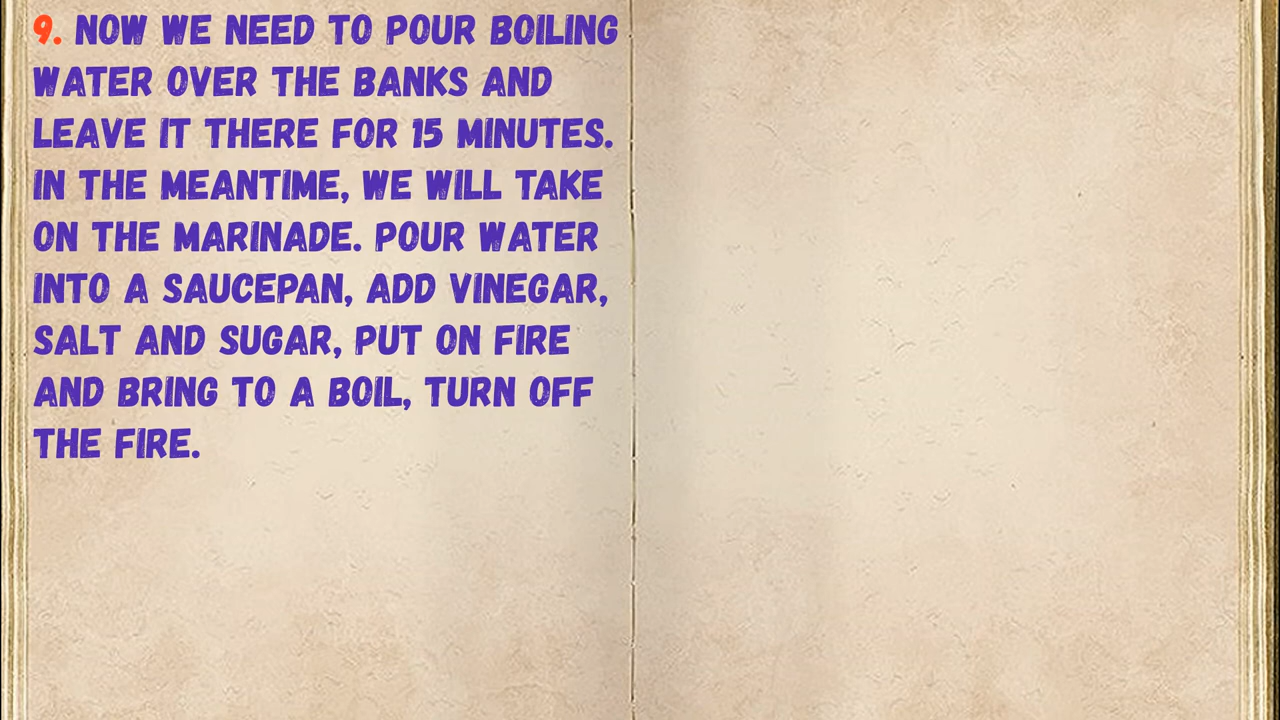 9. NOW WE NEED TO POUR BOILING
WATER OVER THE BANKS AND
LEAVE IT THERE FOR 15 MINUTES.
IN THE MEANTIME, WE WILL TAKE
ON THE MARINADE. POUR WATER
INTO A SAUCEPAN, ADD VINEGAR,
SALT AND SUGAR, PUT ON FIRE
AND BRING TO A BOIL, TURN OFF
THE FIRE.